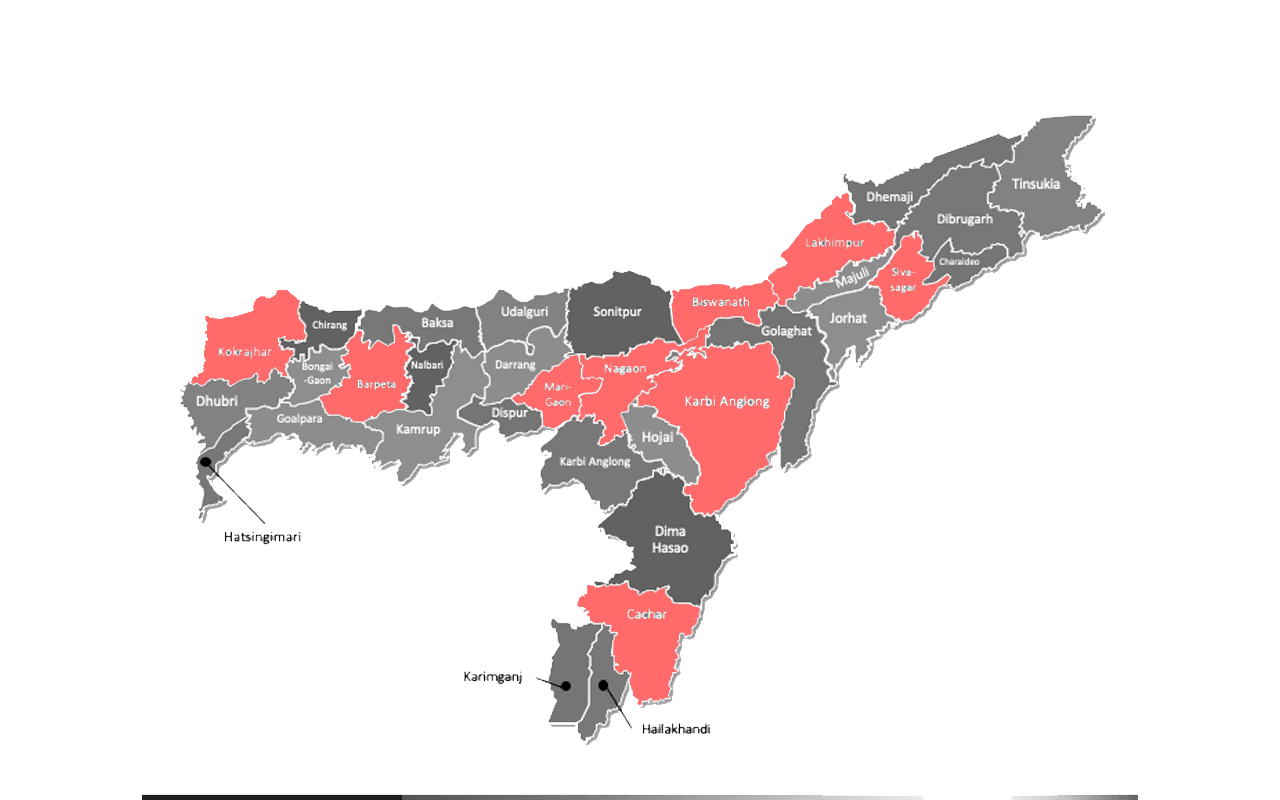 Tinsukia
Dhemaji
Dibrugarh
Lakhimpur
Charaideo
Siva-
sagar
Majuli
Biswanath
Jorhat
Udalguri
Sonitpur
Golaghat
Chirang
Baksa
Kokrajhar
Bongai
-Gaon
Nalbari
Darrang
Nagaon
Barpeta
Mari-
Gaon
Dhubri
Karbi Anglong
Goalpara
Dispur
Kamrup
Hojai
Karbi Anglong
Hatsingimari
Dima
Hasao
Cachar
Karimganj
Hailakhandi